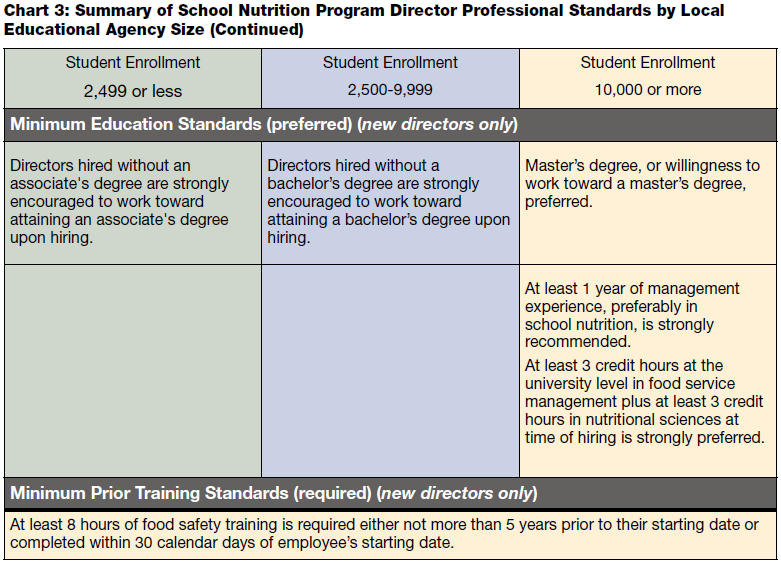 Chart 3: Summary of School Nutrition Program Director Professional Standards by Local
Educational Agency Size (Continued)
Student Enrollment
2,499 or less
Student Enrollment
2,500-9,999
Student Enrollment
10,000 or more
Minimum Education Standards (preferred) (new directors only)
Directors hired without an
associate's degree are strongly
encouraged to work toward
attaining an associate's degree
upon hiring.
Directors hired without a
bachelor’s degree are strongly
encouraged to work toward
attaining a bachelor’s degree upon
hiring.
Master’s degree, or willingness to
work toward a master’s degree,
preferred.
At least 1 year of management
experience, preferably in
school nutrition, is strongly
recommended.
At least 3 credit hours at the
university level in food service
management plus at least 3 credit
hours in nutritional sciences at
time of hiring is strongly preferred.
Minimum Prior Training Standards (required) (new directors only)
At least 8 hours of food safety training is required either not more than 5 years prior to their starting date or
completed within 30 calendar days of employee’s starting date.